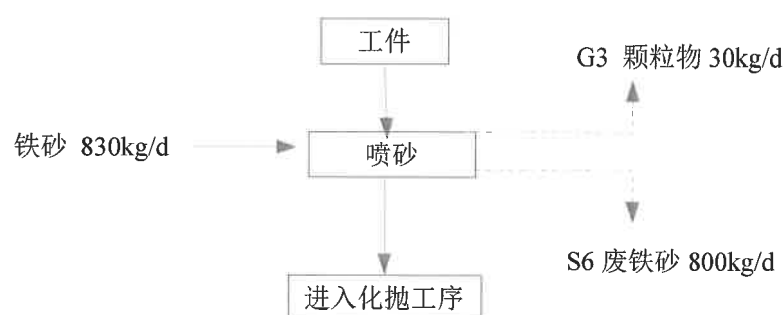 工件
G3 颗粒物 30kg/d
铁砂 830kg/d
喷砂
S6 废铁砂 800kg/d
进入化抛工序